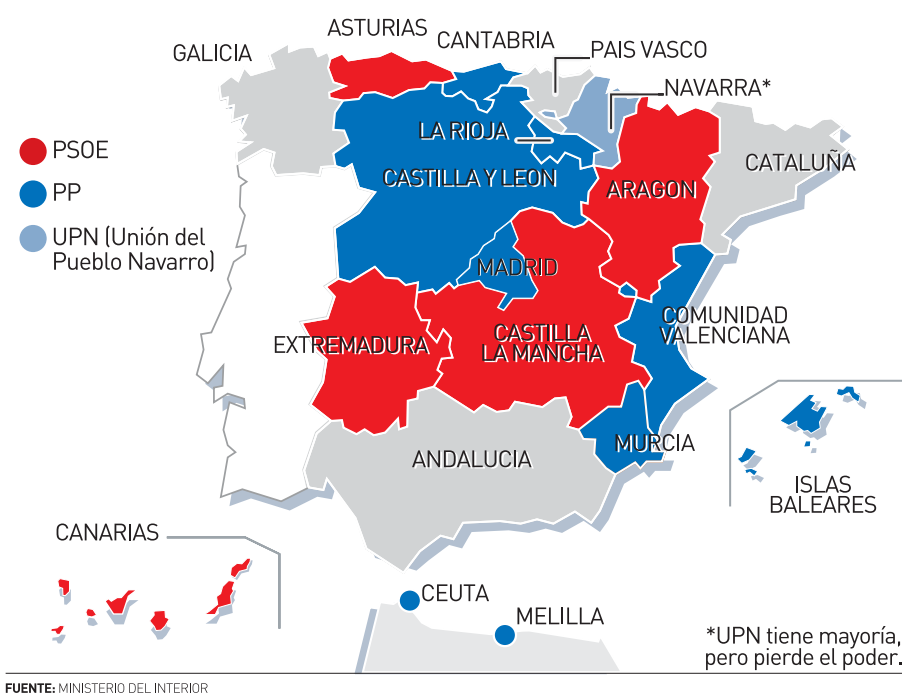 ASTURIAS
CANTABRIA
GALICIA
PAIS VASCO
NAVARRA*
LA RIOJA
PSOE
PP
UPN (Unión del
Pueblo Navarro)
CASTILLA Y LEON
ARAGON
CATALUÑA
MADRID
COMUNIDAD
VALENCIANA
EXTREMADURA
CASTILLA
LA MANCHA
MURCIA
ANDALUCIA
ISLAS
BALEARES
CANARIAS
CEUTA
MELILLA
*UPN tiene mayoría,
pero pierde el poder.
FUENTE: MINISTERIO DEL INTERIOR